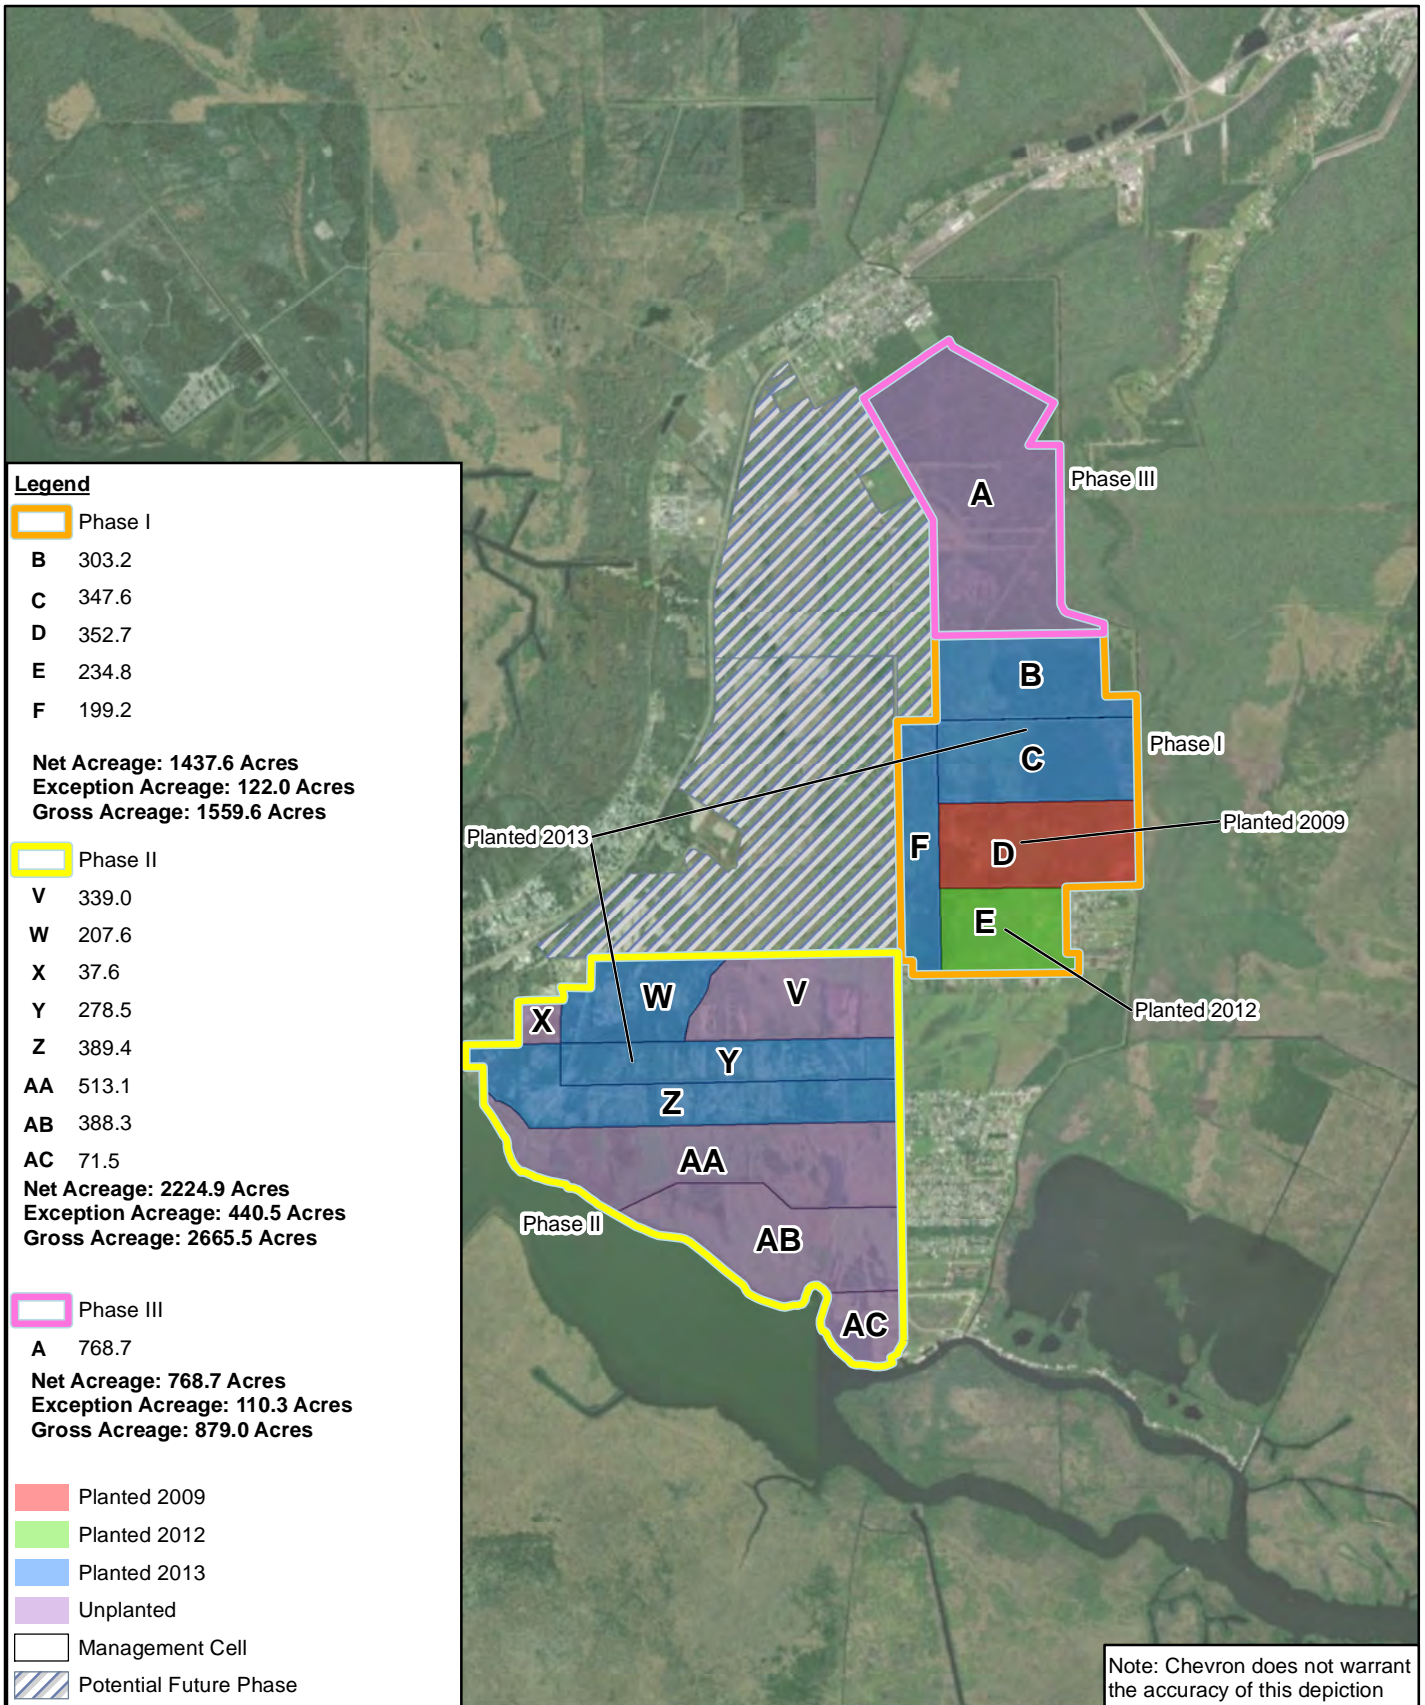 Legend
Phase I
B 303.2
C 347.6
D 352.7
E 234.8
F 199.2
Net Acreage: 1437.6 Acres
Exception Acreage: 122.0 Acres
Gross Acreage: 1559.6 Acres
Phase II
V 339.0
W 207.6
X 37.6
Y 278.5
Z 389.4
AA 513.1
AB 388.3
AC 71.5
Net Acreage: 2224.9 Acres
Exception Acreage: 440.5 Acres
Gross Acreage: 2665.5 Acres
Phase III
A 768.7
Net Acreage: 768.7 Acres
Exception Acreage: 110.3 Acres
Gross Acreage: 879.0 Acres
Planted 2009
Planted 2012
Planted 2013
Unplanted
Management Cell
Potential Future Phase
A
Phase III
B
Phase I
C
Planted 2013
Planted 2009
F
D
E
Planted 2012
W
V
X
Y
Z
AA
Phase II
AB
AC
Note: Chevron does not warrant
the accuracy of this depiction